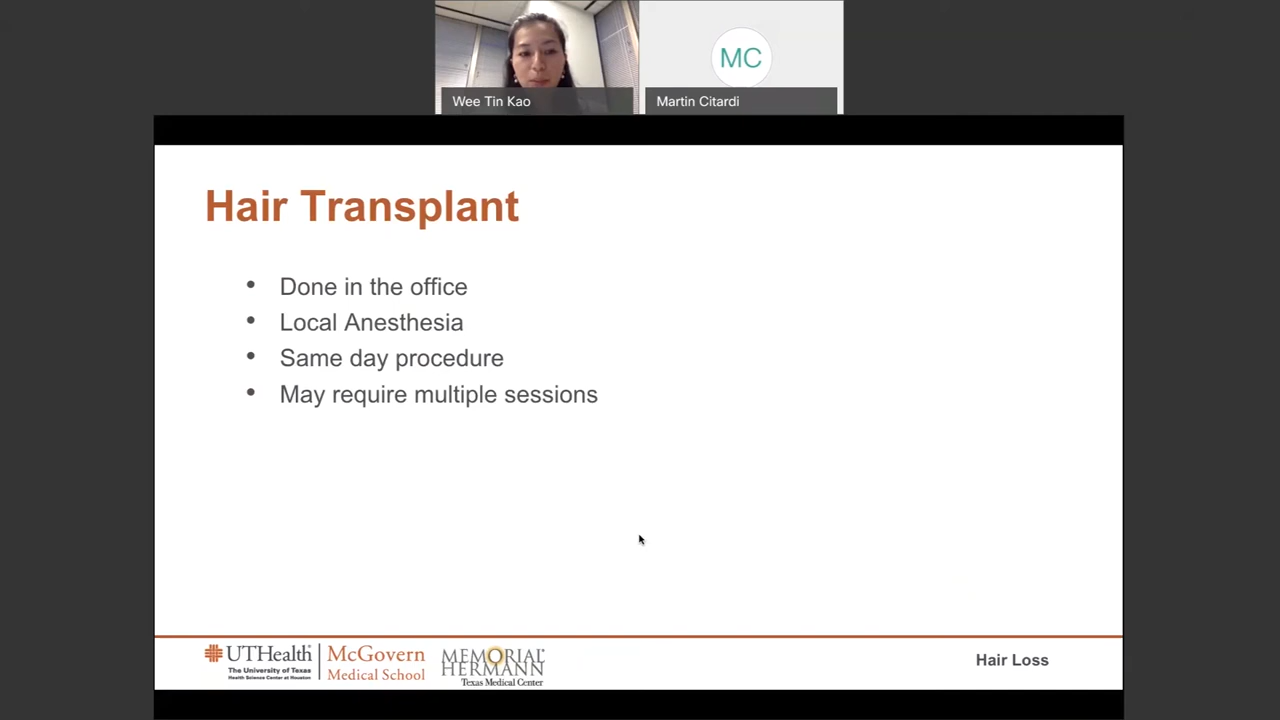 MC
Wee Tin Kao
Martin Citardi
Hair Transplant
• Done in the office
• Local Anesthesia
• Same day procedure
• May require multiple sessions
UTHealth
The University of Texas
Health Science Center at Houston
McGovern
Medical School
MEMORIAL
HERMANN
Texas Medical Center
Hair Loss